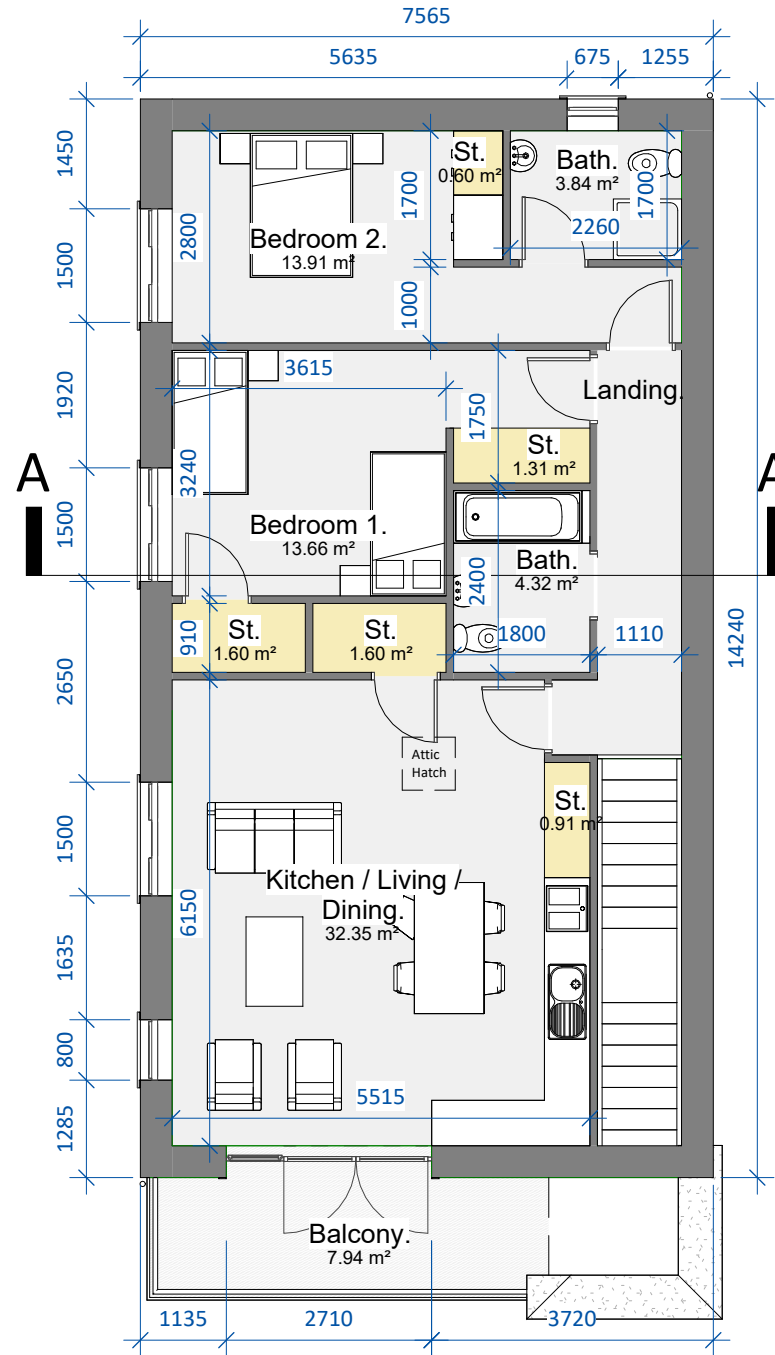 7565
5635
675
1255
1450
1500
1920
1500
2650
1500
1635
800
1285
14240
2800
1700
1000
St.
0.60 m²
Bath.
3.84 m²
1700
2260
Bedroom 2.
13.91 m²
3615
1750
3240
Landing.
St.
1.31 m²
A
A
Bedroom 1.
13.66 m²
Bath.
4.32 m²
2400
1800
1110
910
St.
1.60 m²
St.
1.60 m²
Attic
Hatch
St.
0.91 m²
Kitchen / Living /
Dining.
32.35 m²
6150
5515
Balcony.
7.94 m²
1135
2710
3720